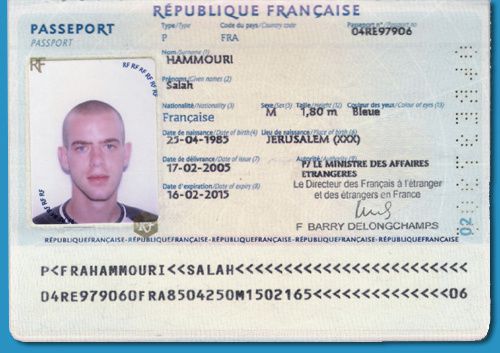 RÉPUBLIQUE FRANÇAISE
PASSEPORT
PASSPORT
Type/Type Code du pays/Country code Passeport n°/Passport no
P FRA 04RE97906
Nom/Surname (1)
HAMMOURI
Prénoms/Given names (2)
Salah
Nationalité/Nationality (3) Sexe/Sex(5) Taille/Height (12) Couleur des yeux/Colour of eyes (13)
Française M 1,80 m Bleue
Date de naissance/Date of birth(4) Lieu de naissance/Place of birth (6)
25-04-1985 JERUSALEM (XXX)
Date de délivrance/Date of issue (7) Autorité/Authority (9)
17-02-2005 P/ LE MINISTRE DES AFFAIRES
ETRANGERES
Date d'expiration/Date of expiry (8) Le Directeur des Français à l'étranger
16-02-2015 et des étrangers en France
F BARRY DELONGCHAMPS
RF
RF RF RF RF RF RF
RÉPUBLIQUEFRANÇAISE-RÉPUBLIQUEFRANÇAISE-RÉPUBLIQUEFRANÇAISE-RÉPUBLIQUEFRANÇAISE-RÉPUBLIQUEFRANÇAISE
P<FRAHAMMOURI<<SALAH<<<<<<<<<<<<<<<<<<<<<<<<
04RE979060FRA8504250M1502165<<<<<<<<<<<<<<06